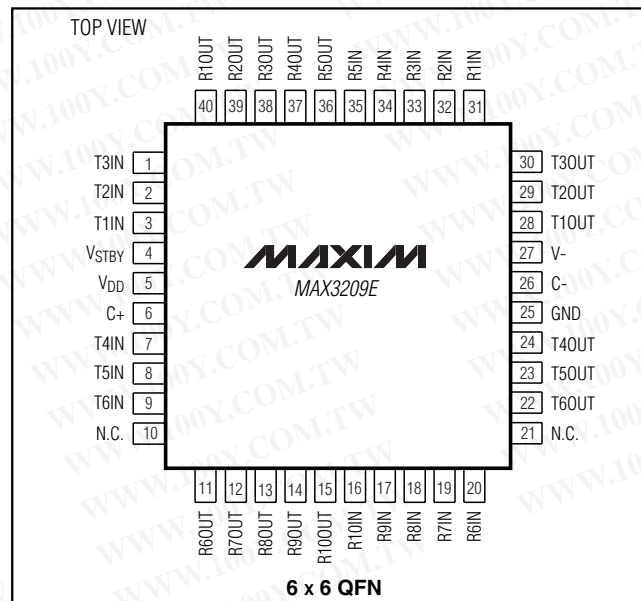 TOP VIEW
R1OUT
R2OUT
R3OUT
R4OUT
R5OUT
R5IN
R4IN
R3IN
R2IN
R1IN
40 39 38 37 36 35 34 33 32 31
T3IN 1
T2IN 2
T1IN 3
VSTBY 4
VDD 5
C+ 6
T4IN 7
T5IN 8
T6IN 9
N.C. 10
MAXIM
MAX3209E
30 T3OUT
29 T2OUT
28 T1OUT
27 V-
26 C-
25 GND
24 T4OUT
23 T5OUT
22 T6OUT
21 N.C.
11 12 13 14 15 16 17 18 19 20
R6OUT
R7OUT
R8OUT
R9OUT
R10OUT
R10IN
R9IN
R8IN
R7IN
R6IN
6 x 6 QFN
WWW.100Y.COM.TW